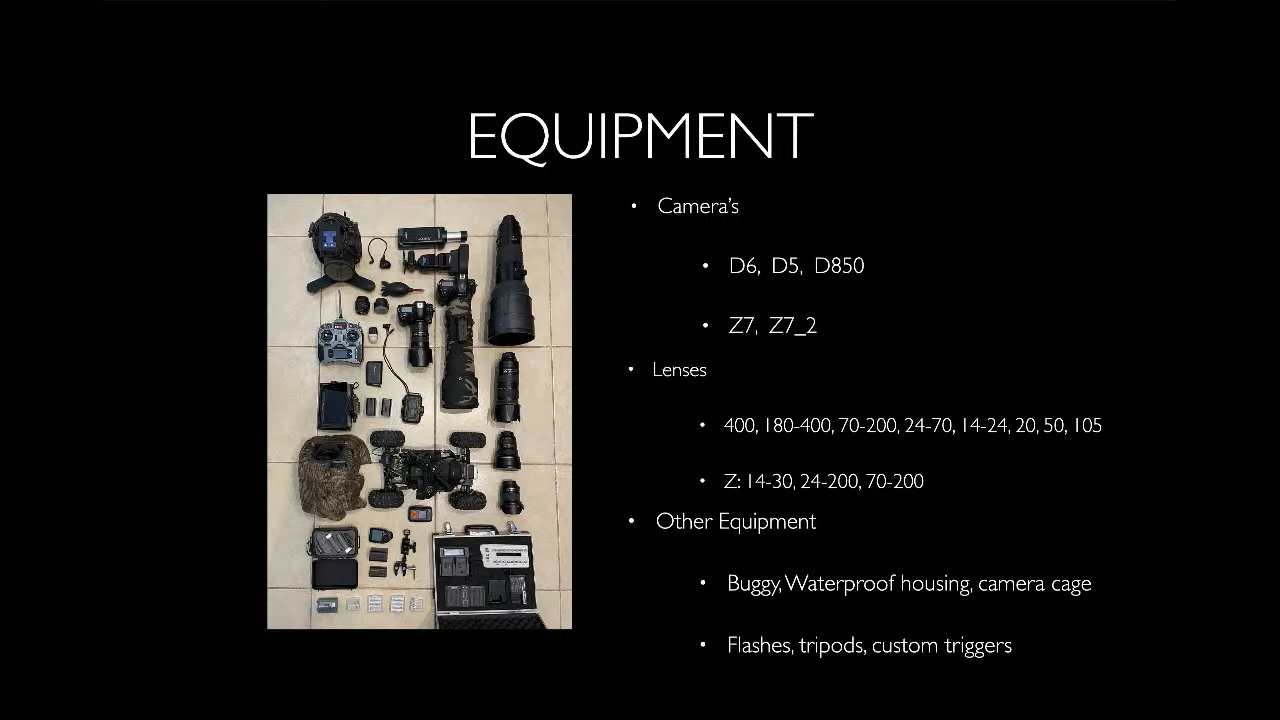 EQUIPMENT
• Camera's
• D6, D5, D850
• Z7, Z7_2
• Lenses
• 400, 180-400, 70-200, 24-70, 14-24, 20, 50, 105
• Z: 14-30, 24-200, 70-200
• Other Equipment
• Buggy, Waterproof housing, camera cage
• Flashes, tripods, custom triggers